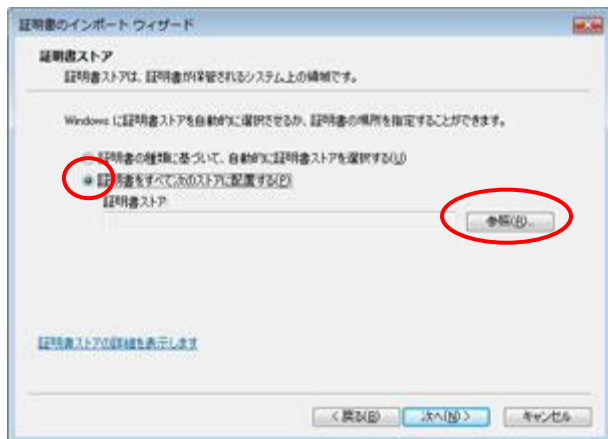 証明書のインポート ウィザード
証明書ストア
証明書ストアは、証明書が保管されるシステム上の領域です。
Windows に証明書ストアを自動的に選択させるか、証明書の場所を指定することができます。
証明書の種類に基づいて、自動的に証明書ストアを選択する(U)
証明書をすべて次のストアに配置する(P)
証明書ストア
参照(R)...
証明書ストアの詳細を表示します
< 戻る(B) 次へ(N) > キャンセル